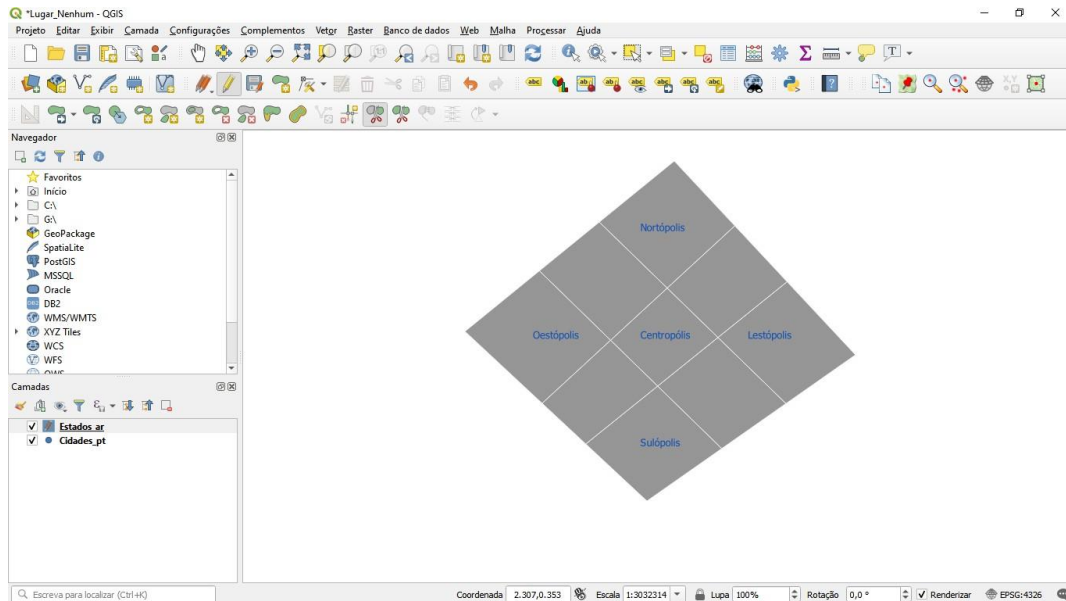 *Lugar_Nenhum - QGIS
Projeto Editar Exibir Camada Configurações Complementos Vetor Raster Banco de dados Web Malha Processar Ajuda
Navegador
Favoritos
Início
C:\
G:\
GeoPackage
SpatiaLite
PostGIS
MSSQL
Oracle
DB2
WMS/WMTS
XYZ Tiles
WCS
WFS
OWS
Camadas
Estados_ar
Cidades_pt
Nortópolis
Oestópolis Centropólis Lestópolis
Sulópolis
Escreva para localizar (Ctrl+K) Coordenada 2.307,0.353 Escala 1:3032314 Lupa 100% Rotação 0,0 ° Renderizar EPSG:4326